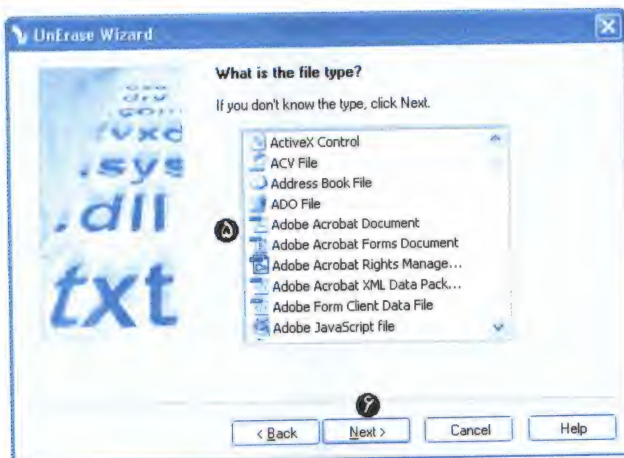 UnErase Wizard
What is the file type?
If you don't know the type, click Next.
.sys
.dll
txt
ActiveX Control
ACV File
Address Book File
ADO File
۵
Adobe Acrobat Document
Adobe Acrobat Forms Document
Adobe Acrobat Rights Manage...
Adobe Acrobat XML Data Pack...
Adobe Form Client Data File
Adobe JavaScript file
۶
< Back
Next >
Cancel
Help